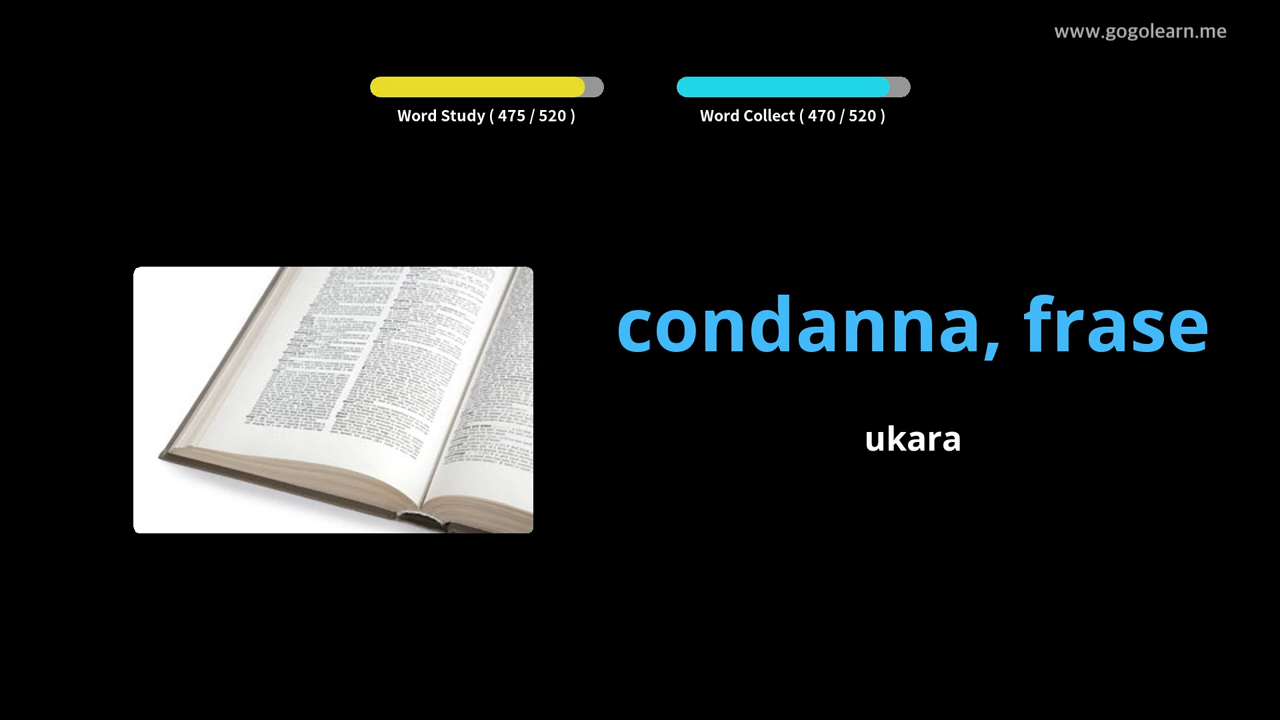 www.gogolearn.me
Word Study ( 475 / 520 )
Word Collect ( 470 / 520 )
condanna, frase
ukara